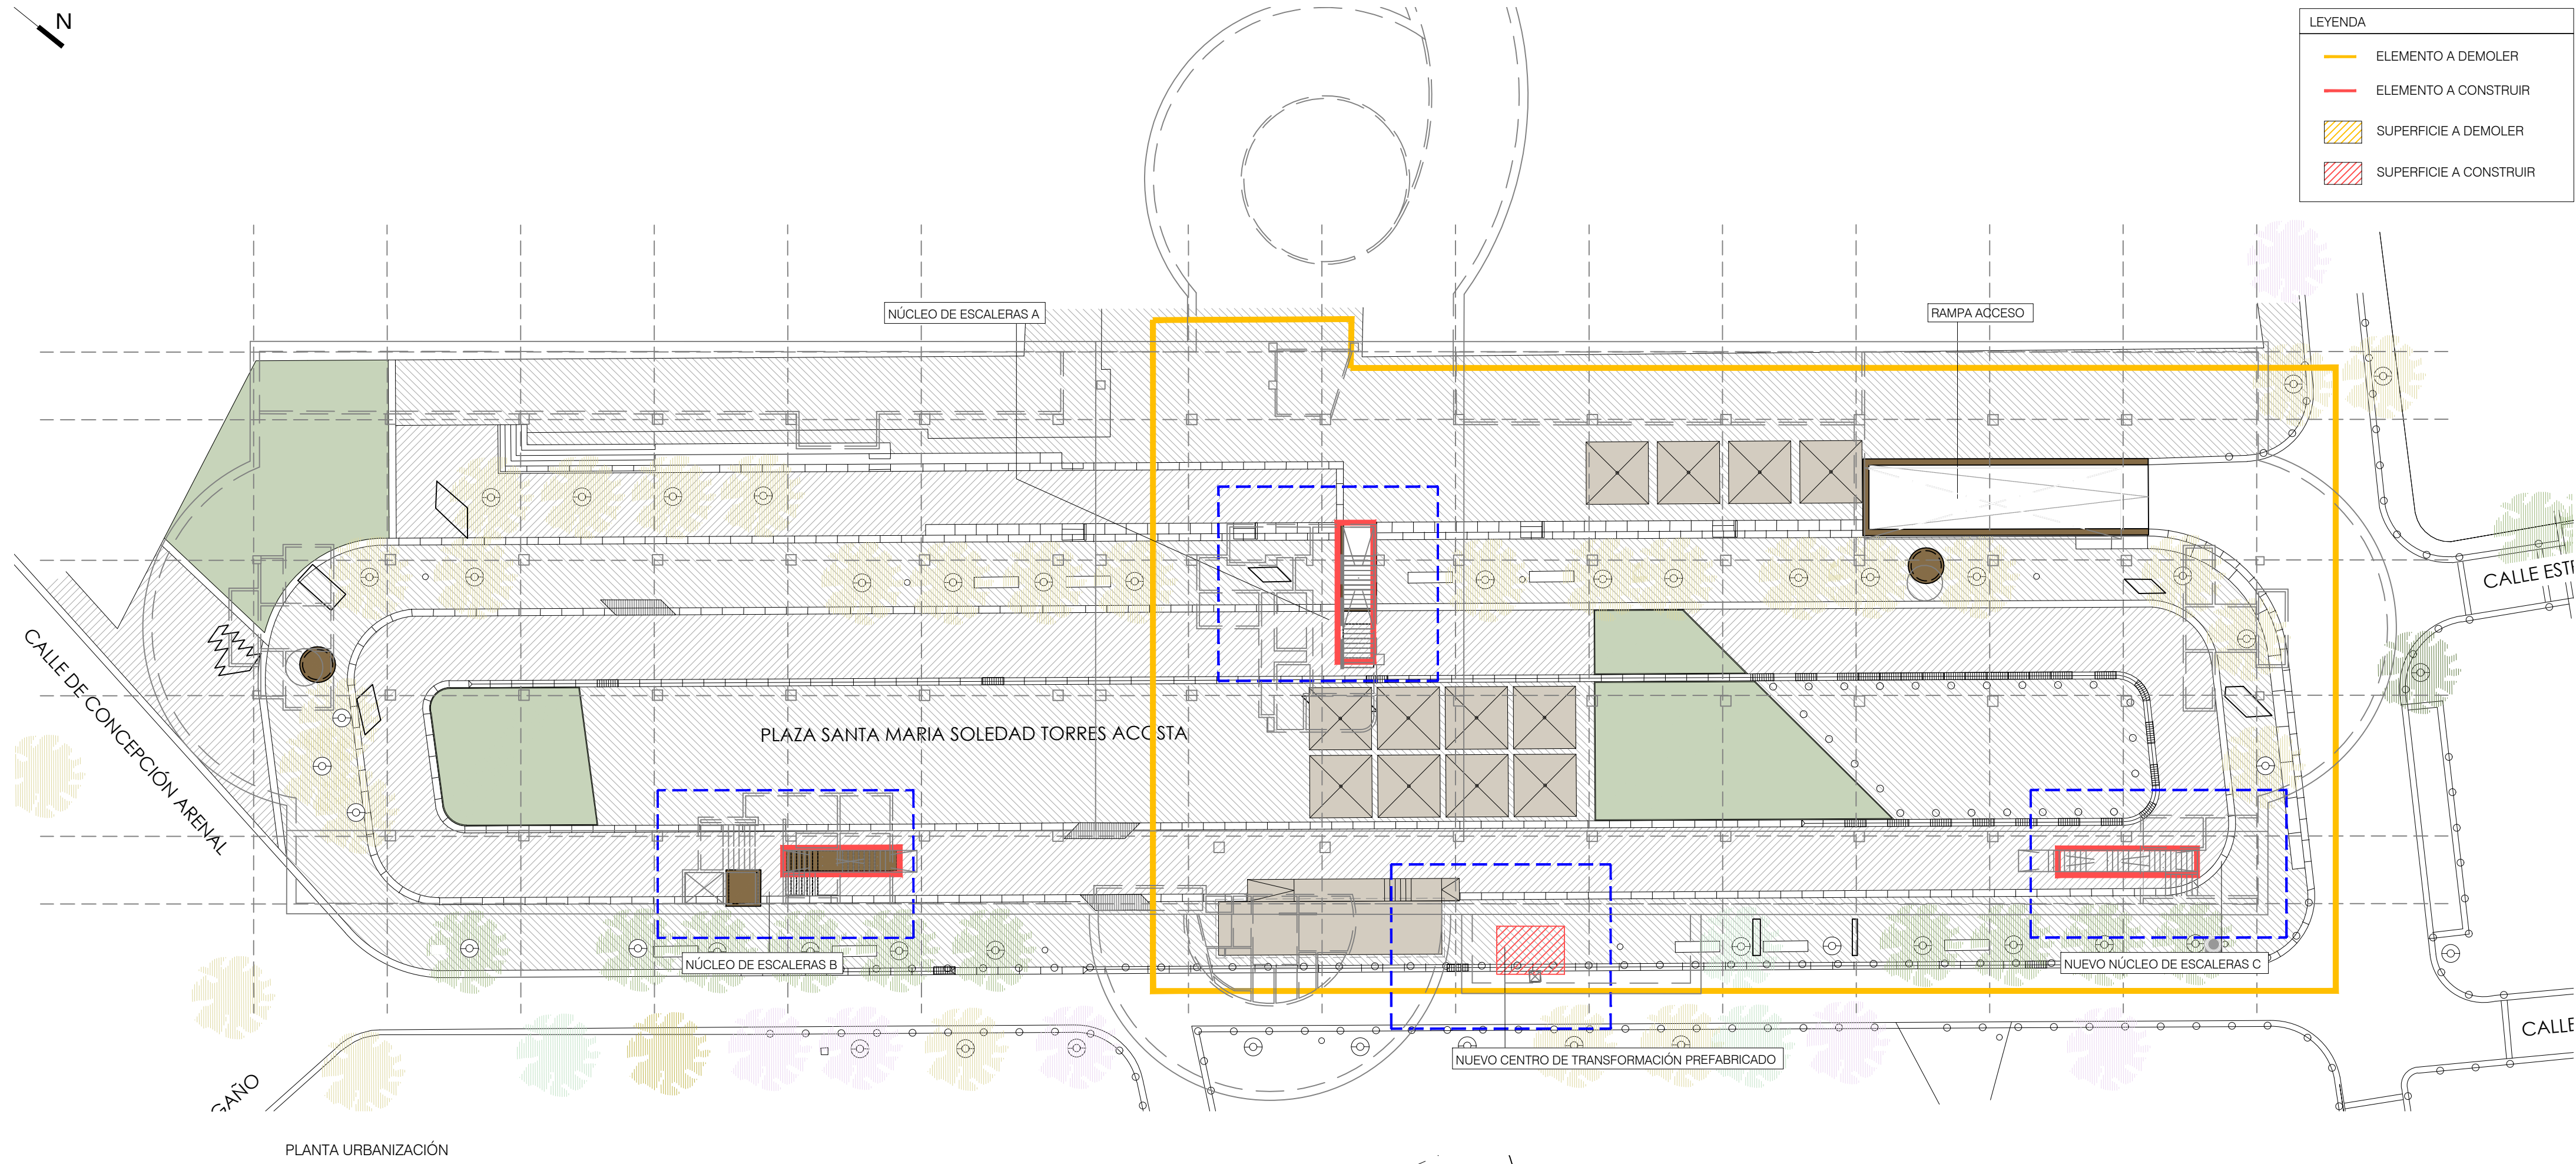 N
LEYENDA
ELEMENTO A DEMOLER
ELEMENTO A CONSTRUIR
SUPERFICIE A DEMOLER
SUPERFICIE A CONSTRUIR
NÚCLEO DE ESCALERAS A
RAMPA ACCESO
CALLE ESTR
CALLE DE CONCEPCIÓN ARENAL
PLAZA SANTA MARIA SOLEDAD TORRES ACOSTA
NÚCLEO DE ESCALERAS B
NUEVO NÚCLEO DE ESCALERAS C
CALLE
NUEVO CENTRO DE TRANSFORMACIÓN PREFABRICADO
GAÑO
PLANTA URBANIZACIÓN